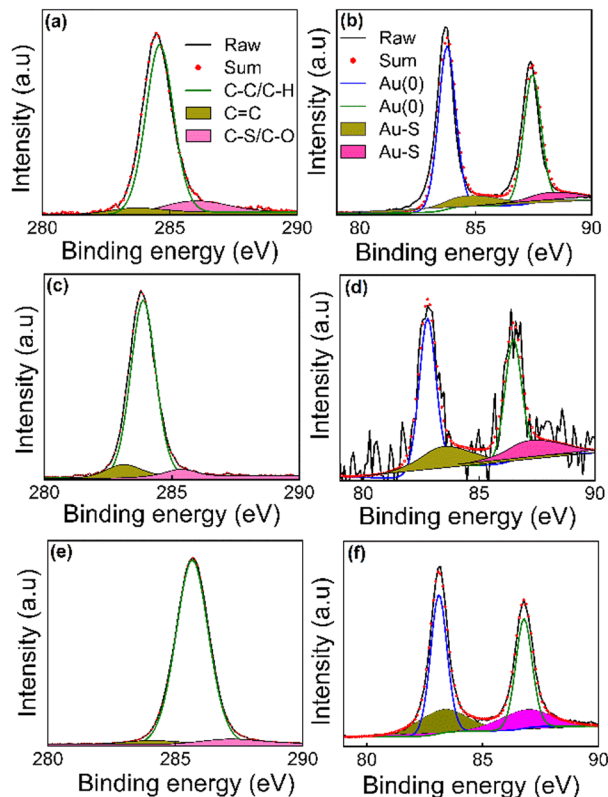 (a)
Raw
Sum
C-C/C-H
C=C
C-S/C-O
Intensity (a.u)
280 285 290
Binding energy (eV)
(b)
Raw
Sum
Au(0)
Au(0)
Au-S
Au-S
Intensity (a.u)
80 85 90
Binding energy (eV)
(c)
Intensity (a.u)
280 285 290
Binding energy (eV)
(d)
Intensity (a.u)
80 85 90
Binding energy (eV)
(e)
Intensity (a.u)
280 285 290
Binding energy (eV)
(f)
Intensity (a.u)
80 85 90
Binding energy (eV)